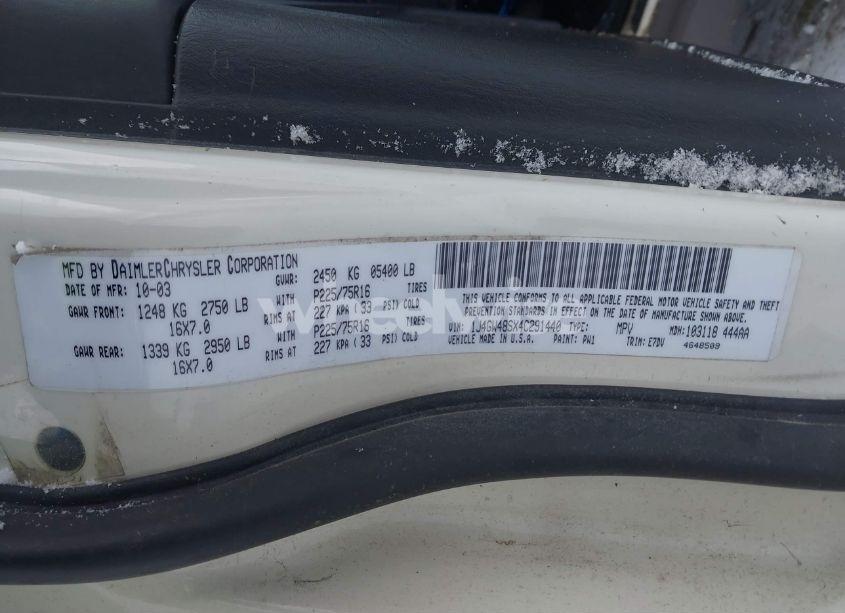 MFD BY DAIMLERCHRYSLER CORPORATION
DATE OF MFR: 10-03 GVWR: 2450 KG 05400 LB
GAWR FRONT: 1248 KG 2750 LB WITH P225/75R16 TIRES
16X7.0 RIMS AT 227 KPA ( 33 PSI) COLD
GAWR REAR: 1339 KG 2950 LB WITH P225/75R16 TIRES
16X7.0 RIMS AT 227 KPA ( 33 PSI) COLD
THIS VEHICLE CONFORMS TO ALL APPLICABLE FEDERAL MOTOR VEHICLE SAFETY AND THEFT
PREVENTION STANDARDS IN EFFECT ON THE DATE OF MANUFACTURE SHOWN ABOVE.
VIN: 1J4GW48SX4C291440 TYPE: MPV MDH: 103118 444AA
VEHICLE MADE IN U.S.A. PAINT: PW1 TRIM: E7DV 4648509